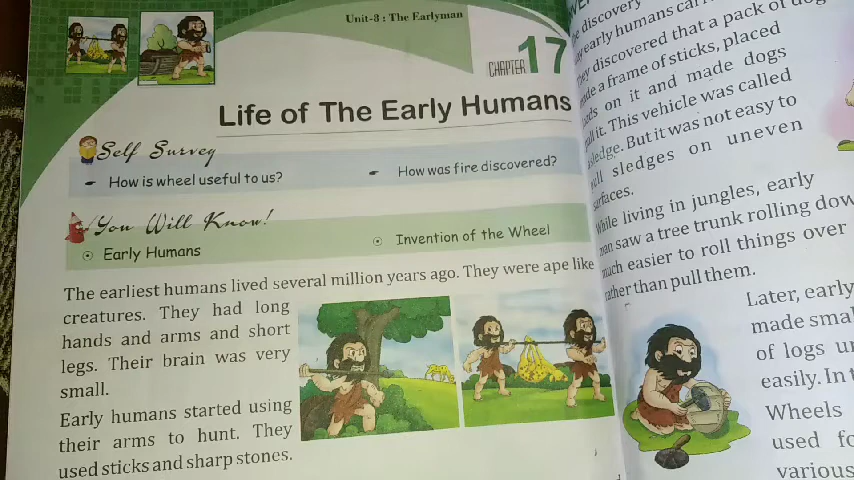 Unit-3 : The Earlyman
CHAPTER 17
Life of The Early Humans
Self Survey
How is wheel useful to us?
How was fire discovered?
You Will Know!
Early Humans
Invention of the Wheel
The earliest humans lived several million years ago. They were ape like
creatures. They had long
hands and arms and short
legs. Their brain was very
small.
Early humans started using
their arms to hunt. They
used sticks and sharp stones.
discovery
early humans
discovered that a pack of
a frame of sticks, placed
on it and made dogs
it. This vehicle was called
sledge. But it was not easy to
sledges on uneven
surfaces.
While living in jungles, early
man saw a tree trunk rolling
much easier to roll things over
rather than pull them.
Later, early
made
of logs
easily. In
Wheels
used
various